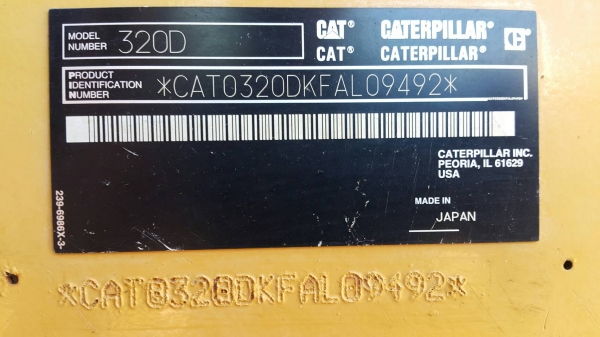 MODEL NUMBER 320D
CAT® CATERPILLAR®
CAT® CATERPILLAR®
PRODUCT IDENTIFICATION NUMBER *CAT0320DKFAL09492*
CATERPILLAR INC.
PEORIA, IL 61629
USA
MADE IN
JAPAN
239-6986X-3-
*CAT0320DKFAL09492*